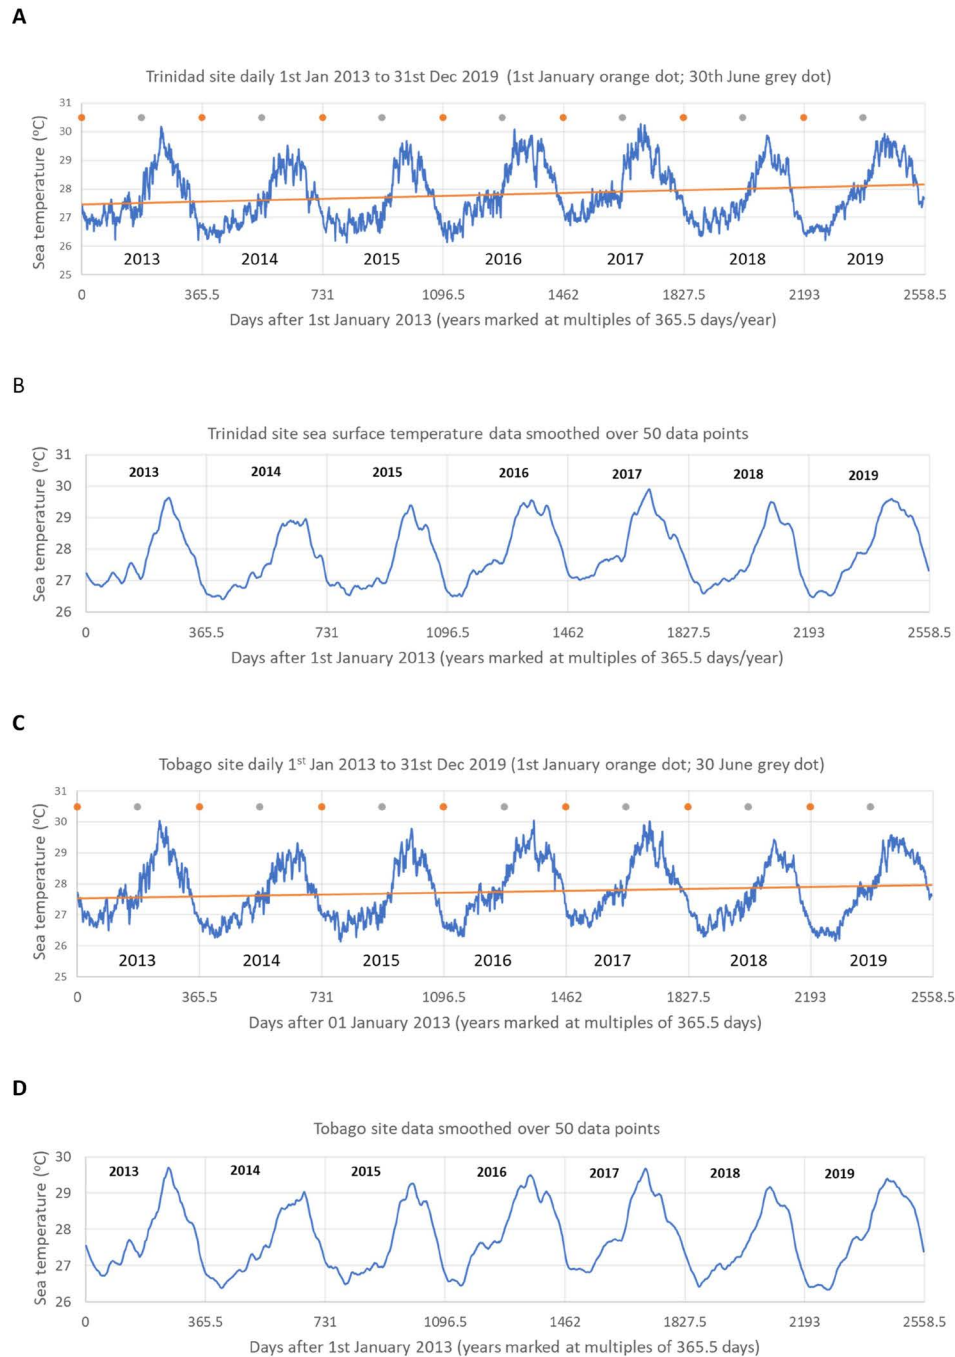 A
Trinidad site daily 1st Jan 2013 to 31st Dec 2019 (1st January orange dot; 30th June grey dot)
Sea temperature (⁰C)
31
30
29
28
27
26
25
2013 2014 2015 2016 2017 2018 2019
0 365.5 731 1096.5 1462 1827.5 2193 2558.5
Days after 1st January 2013 (years marked at multiples of 365.5 days/year)
B
Trinidad site sea surface temperature data smoothed over 50 data points
Sea temperature (⁰C)
31
30
29
28
27
26
2013 2014 2015 2016 2017 2018 2019
0 365.5 731 1096.5 1462 1827.5 2193 2558.5
Days after 1st January 2013 (years marked at multiples of 365.5 days/year)
C
Tobago site daily 1st Jan 2013 to 31st Dec 2019 (1st January orange dot; 30 June grey dot)
Sea temperature (⁰C)
31
30
29
28
27
26
25
2013 2014 2015 2016 2017 2018 2019
0 365.5 731 1096.5 1462 1827.5 2193 2558.5
Days after 01 January 2013 (years marked at multiples of 365.5 days)
D
Tobago site data smoothed over 50 data points
Sea temperature (⁰C)
30
29
28
27
26
2013 2014 2015 2016 2017 2018 2019
0 365.5 731 1096.5 1462 1827.5 2193 2558.5
Days after 1st January 2013 (years marked at multiples of 365.5 days)